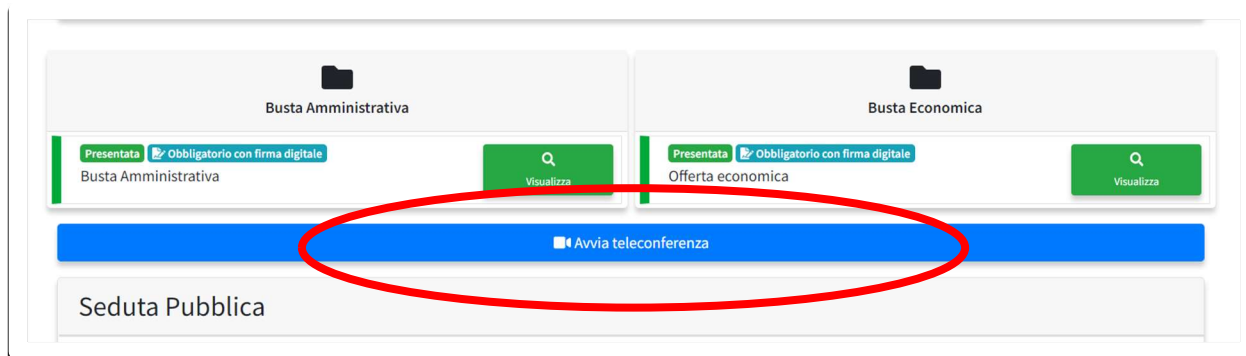 Busta Amministrativa
Presentata Obbligatorio con firma digitale
Busta Amministrativa
Visualizza
Busta Economica
Presentata Obbligatorio con firma digitale
Offerta economica
Visualizza
Avvia teleconferenza
Seduta Pubblica